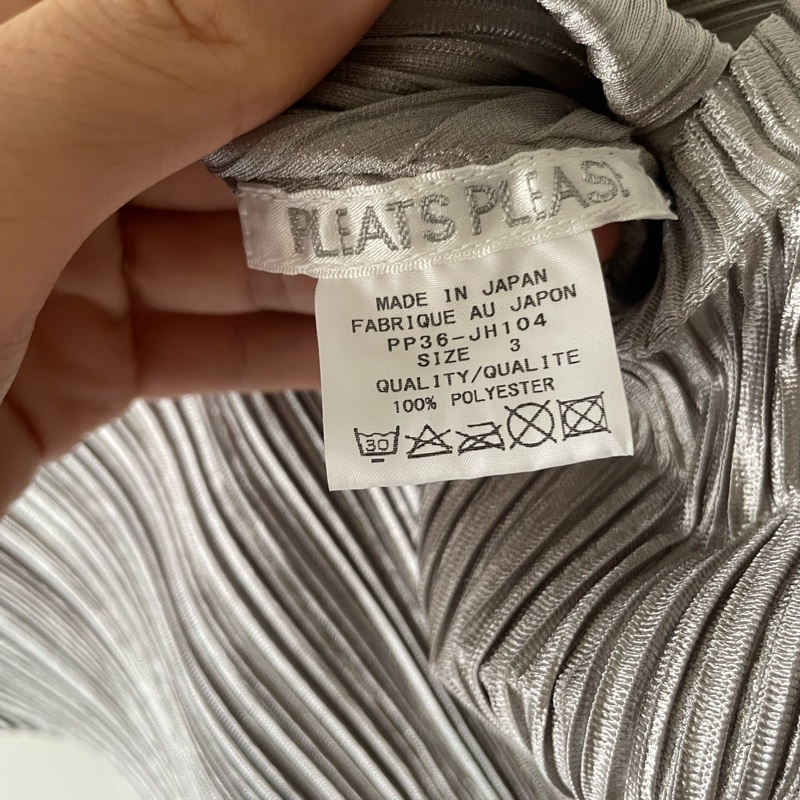 PLEATS PLEASE
MADE IN JAPAN
FABRIQUE AU JAPON
PP36-JH104
SIZE 3
QUALITY/QUALITE
100% POLYESTER
30